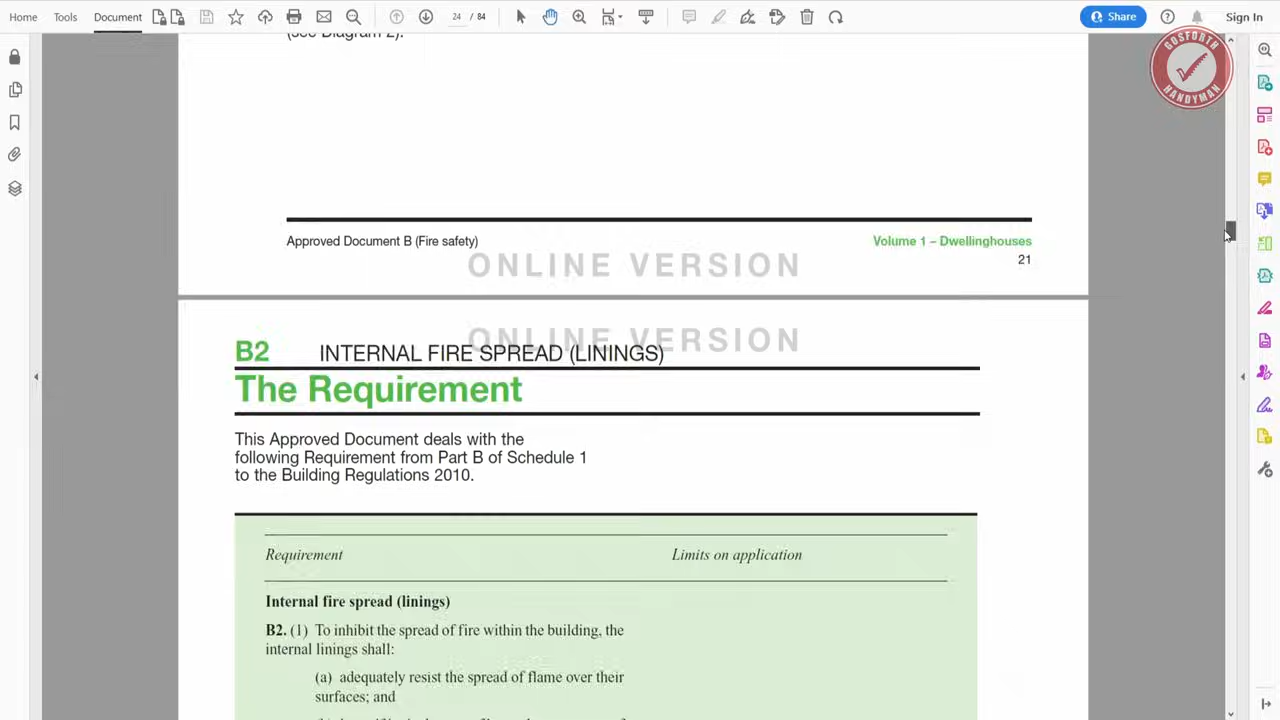 Home Tools Document 24 / 84 Share Sign In
GOSFORTH HANDYMAN
(see Diagram 2).
Approved Document B (Fire safety) Volume 1 – Dwellinghouses
ONLINE VERSION
21
ONLINE VERSION
B2 INTERNAL FIRE SPREAD (LININGS)
The Requirement
This Approved Document deals with the
following Requirement from Part B of Schedule 1
to the Building Regulations 2010.
Requirement Limits on application
Internal fire spread (linings)
B2. (1) To inhibit the spread of fire within the building, the
internal linings shall:
(a) adequately resist the spread of flame over their
surfaces; and